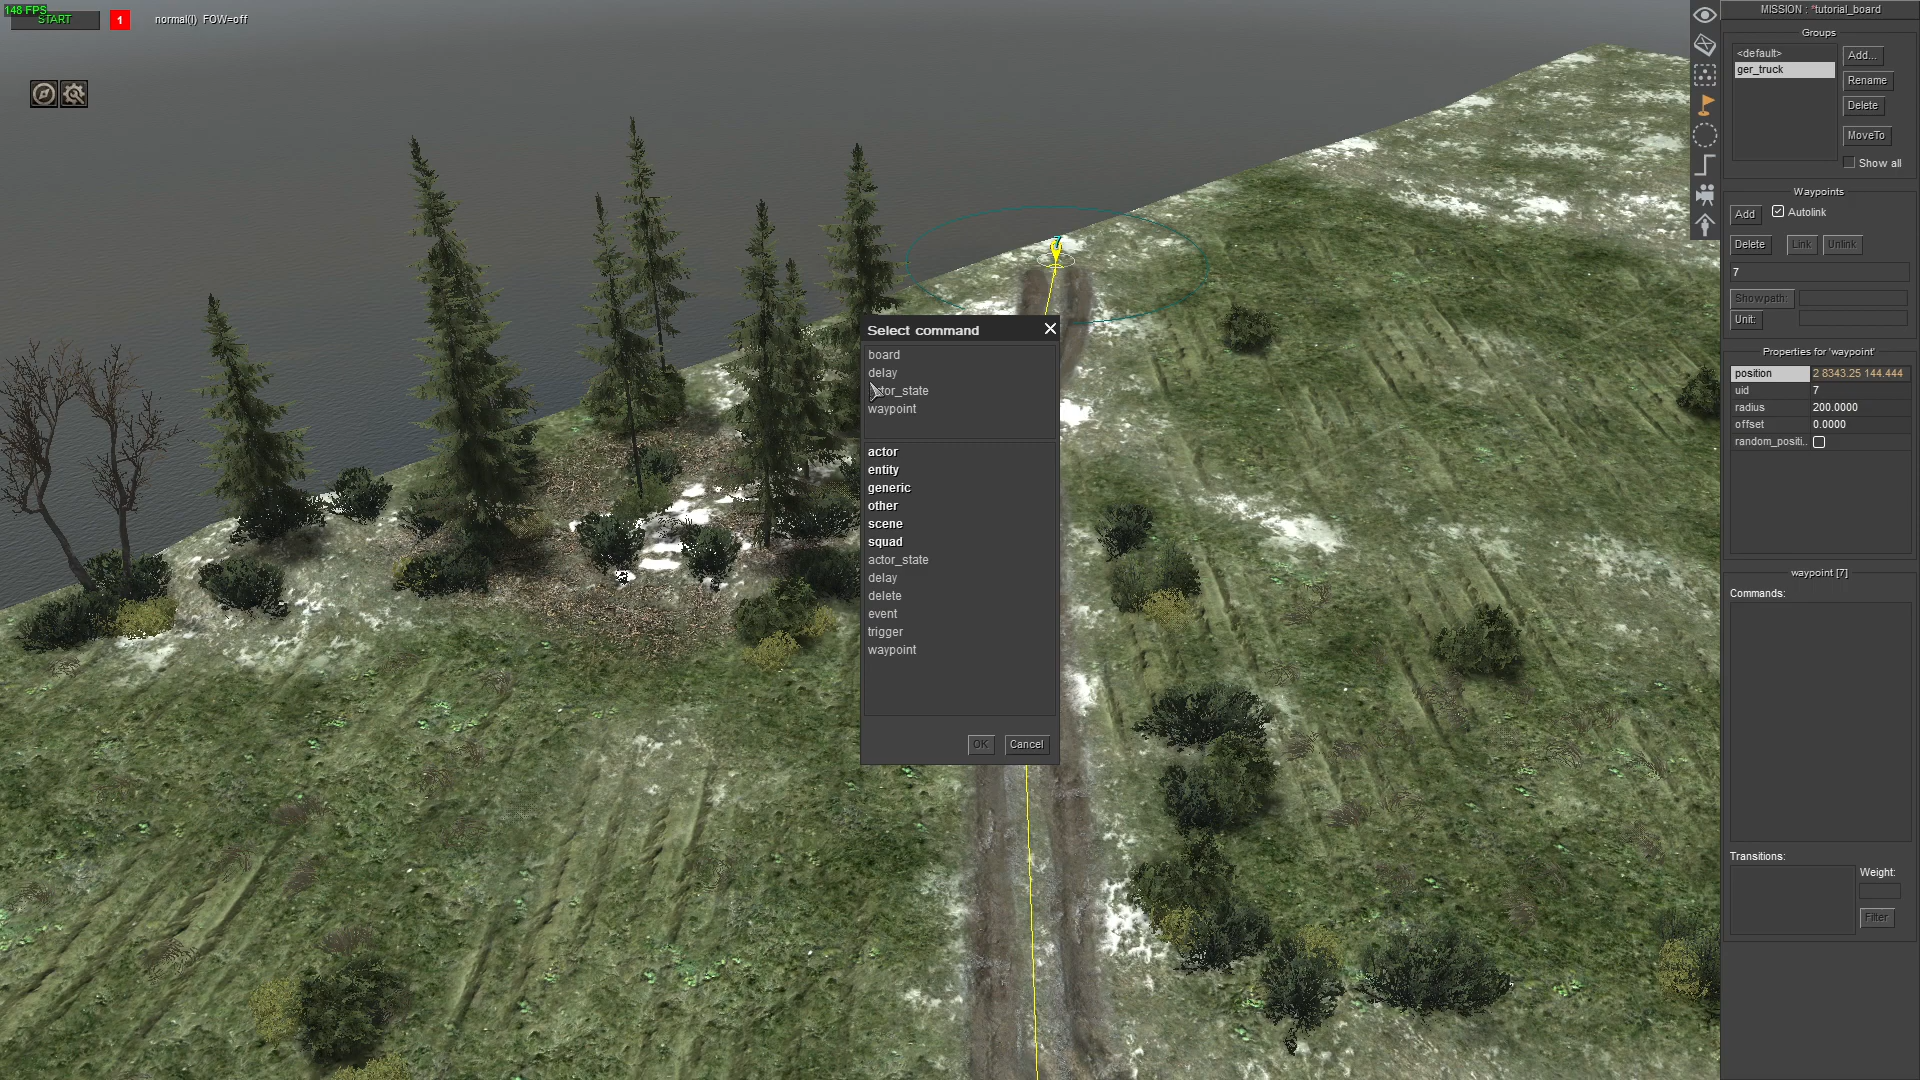 148 FPS
START
1
normal(I) FOW=off
MISSION : *tutorial_board
Groups
<default>
ger_truck
Add...
Rename
Delete
MoveTo
Show all
Waypoints
Add
Autolink
Delete
Link
Unlink
7
Showpath:
Unit:
Properties for 'waypoint'
position 2 8343.25 144.444
uid 7
radius 200.0000
offset 0.0000
random_positi..
waypoint [7]
Commands:
Transitions:
Weight:
Filter
7
Select command
board
delay
actor_state
waypoint
actor
entity
generic
other
scene
squad
actor_state
delay
delete
event
trigger
waypoint
OK
Cancel